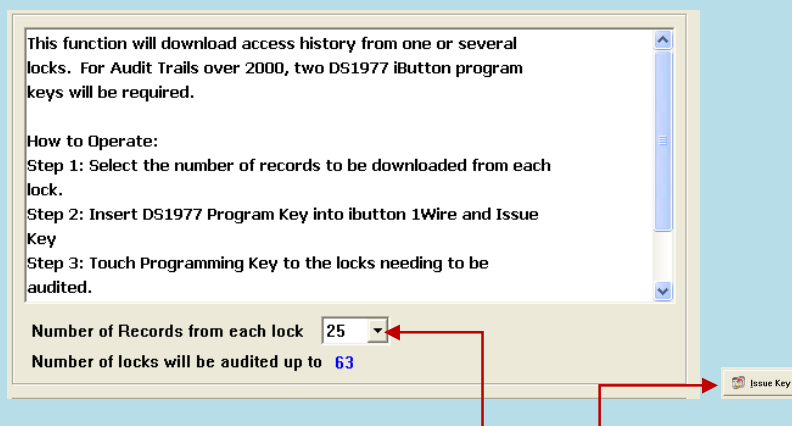 This function will download access history from one or several
locks.  For Audit Trails over 2000, two DS1977 iButton program
keys will be required.

How to Operate:
Step 1: Select the number of records to be downloaded from each
lock.
Step 2: Insert DS1977 Program Key into ibutton 1Wire and Issue
Key
Step 3: Touch Programming Key to the locks needing to be
audited.
Number of Records from each lock 25
Number of locks will be audited up to 63
Issue Key